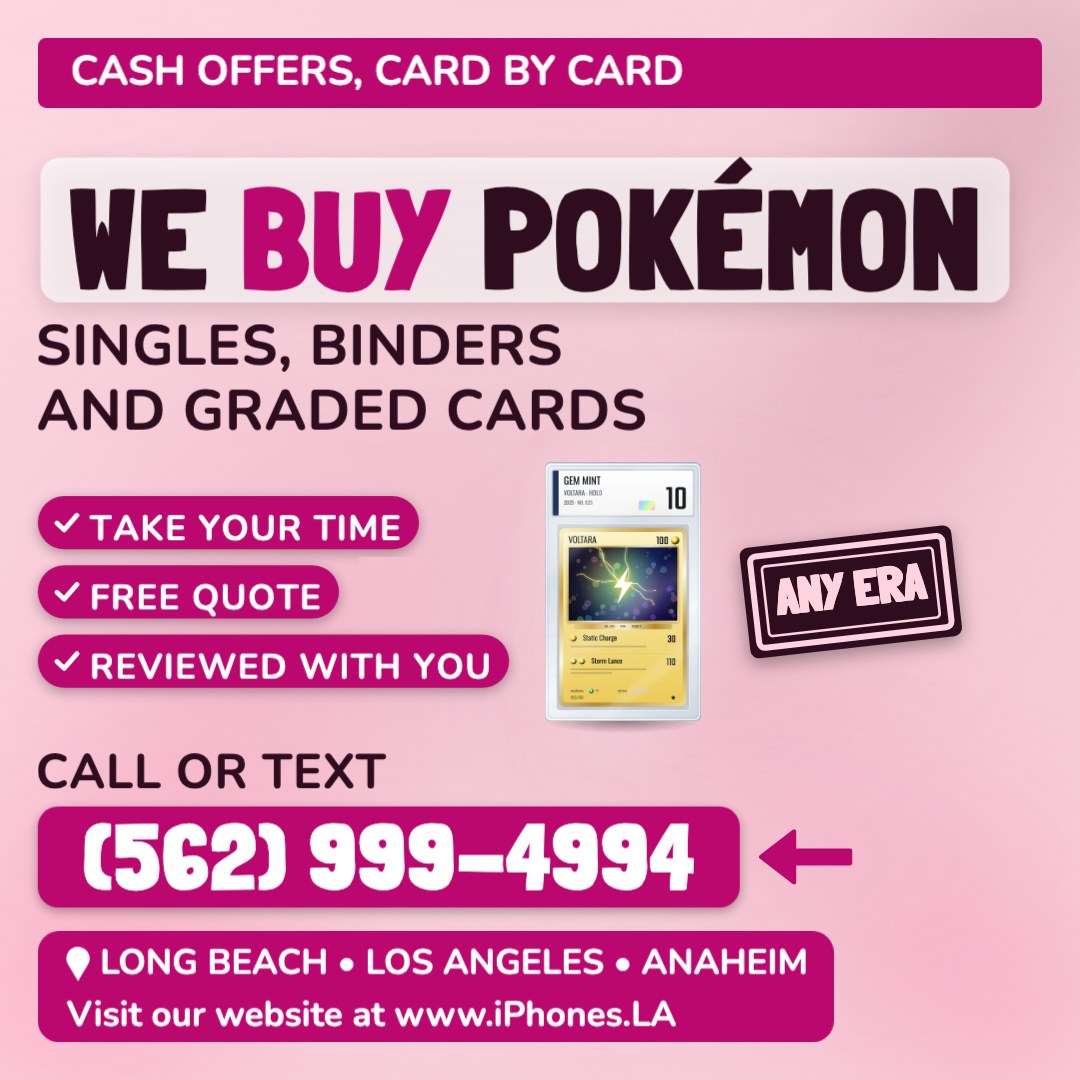 CASH OFFERS, CARD BY CARD
WE BUY POKÉMON
SINGLES, BINDERS
AND GRADED CARDS
TAKE YOUR TIME
FREE QUOTE
REVIEWED WITH YOU
GEM MINT
VOLTARA · HOLO
10
VOLTARA 100
Static Charge 30
Storm Lance 110
ANY ERA
CALL OR TEXT
(562) 999-4994
LONG BEACH • LOS ANGELES • ANAHEIM
Visit our website at www.iPhones.LA